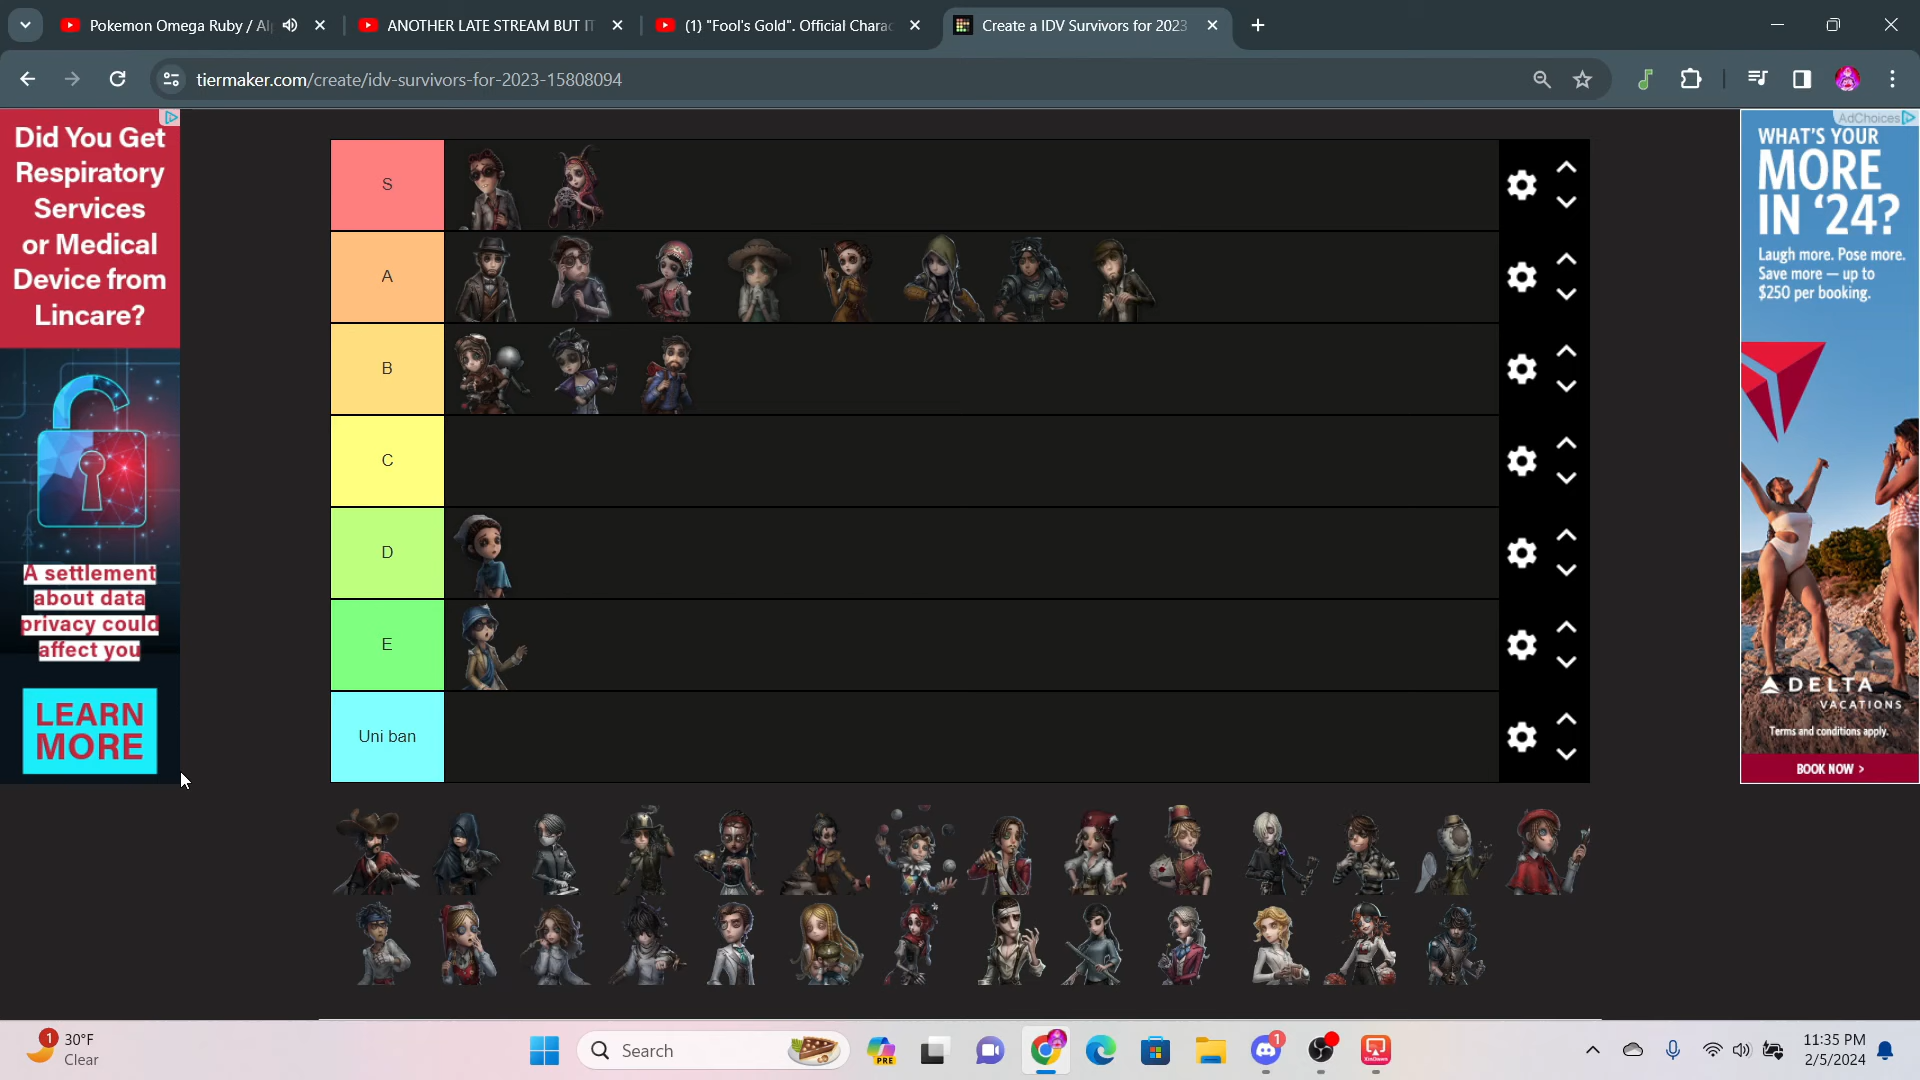 Pokemon Omega Ruby / Al
ANOTHER LATE STREAM BUT IT
(1) "Fool's Gold". Official Charac
Create a IDV Survivors for 2023
tiermaker.com/create/idv-survivors-for-2023-15808094
Did You Get
Respiratory
Services
or Medical
Device from
Lincare?
A settlement
about data
privacy could
affect you
LEARN
MORE
S
A
B
C
D
E
Uni ban
AdChoices
WHAT'S YOUR
MORE
IN '24?
Laugh more. Pose more.
Save more — up to
$250 per booking.
DELTA
VACATIONS
Terms and conditions apply.
BOOK NOW >
1
30°F
Clear
Search
PRE
1
XmDown
11:35 PM
2/5/2024